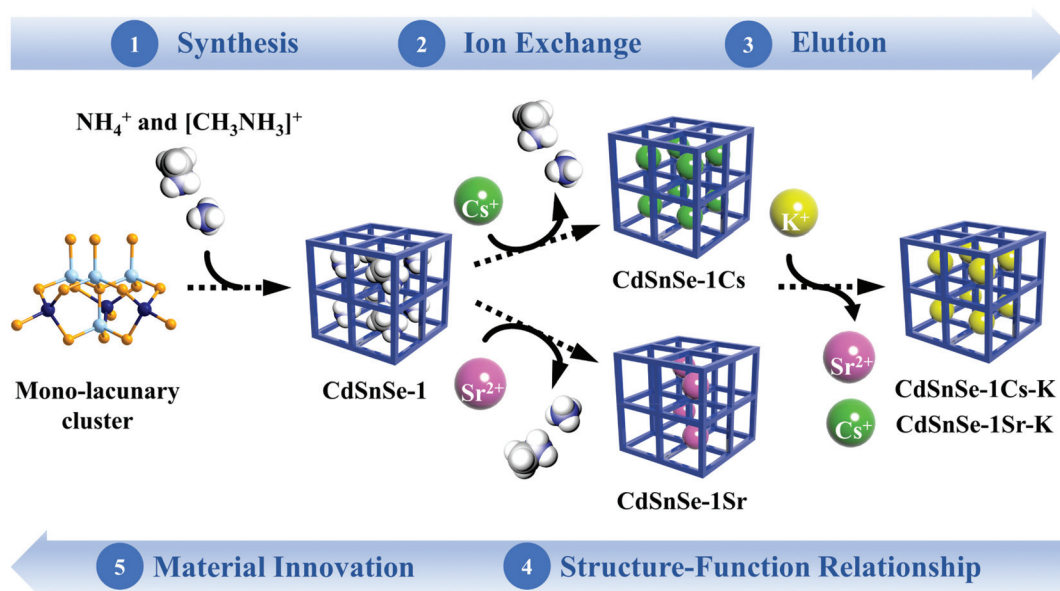 1 Synthesis
2 Ion Exchange
3 Elution
NH₄⁺ and [CH₃NH₃]⁺
Cs⁺
K⁺
CdSnSe-1Cs
Mono-lacunary
cluster
CdSnSe-1
Sr²⁺
CdSnSe-1Sr
Sr²⁺
Cs⁺
CdSnSe-1Cs-K
CdSnSe-1Sr-K
5 Material Innovation
4 Structure-Function Relationship